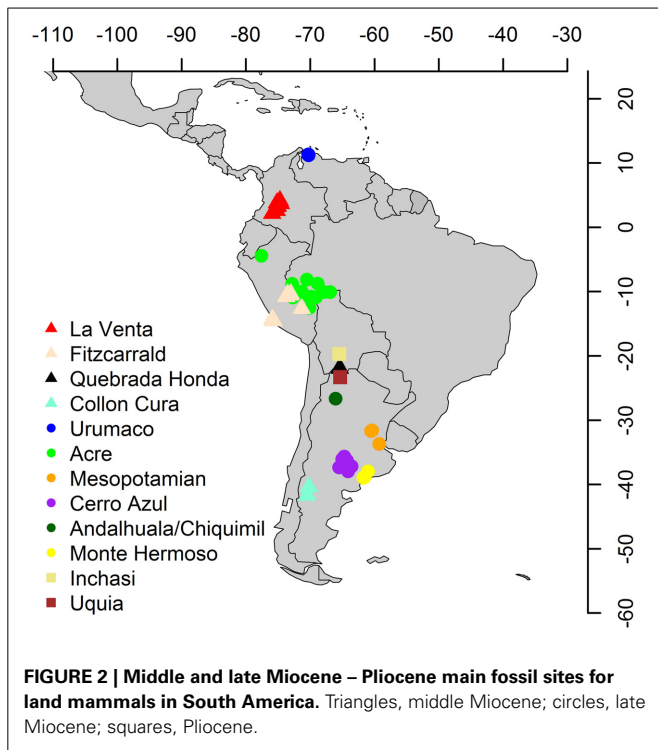 -110 -100 -90 -80 -70 -60 -50 -40 -30
20
10
0
-10
-20
-30
-40
-50
-60
La Venta
Fitzcarrald
Quebrada Honda
Collon Cura
Urumaco
Acre
Mesopotamian
Cerro Azul
Andalhuala/Chiquimil
Monte Hermoso
Inchasi
Uquia
FIGURE 2 | Middle and late Miocene – Pliocene main fossil sites for
land mammals in South America. Triangles, middle Miocene; circles, late
Miocene; squares, Pliocene.